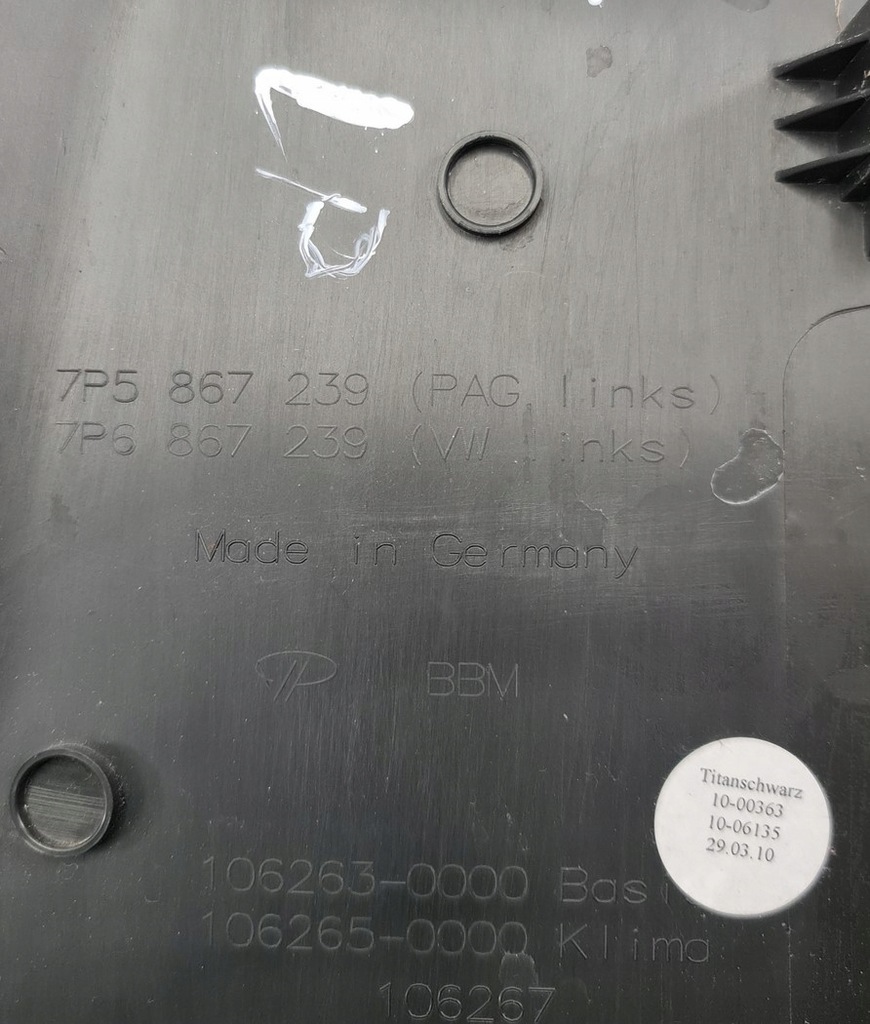 7P5 867 239 (PAG links)
7P6 867 239 (VW links)
Made in Germany
BBM
Titanschwarz
10-00363
10-06135
29.03.10
106263-0000
106265-0000 Klima
106267